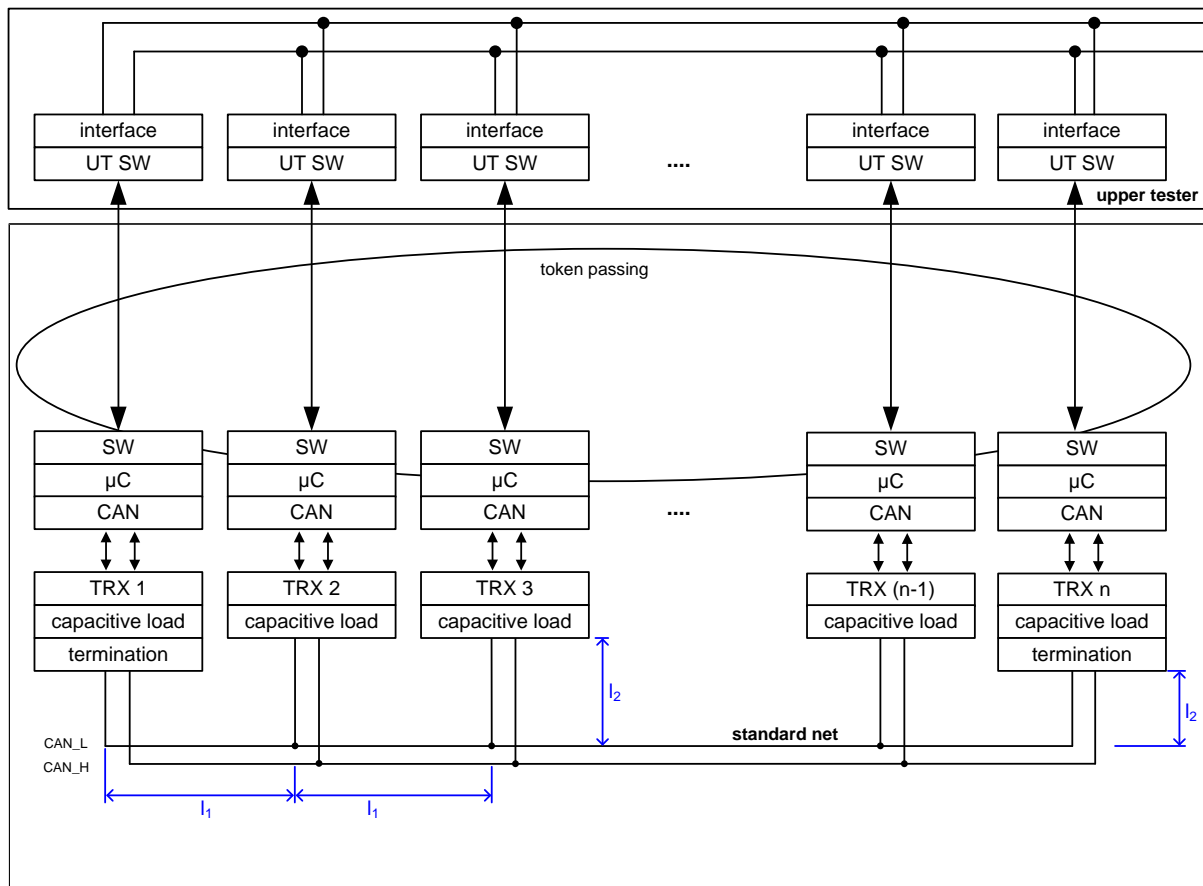 interface interface interface interface interface
UT SW UT SW UT SW .... UT SW UT SW
upper tester
token passing
SW SW SW SW SW
µC µC µC µC µC
CAN CAN CAN .... CAN CAN
TRX 1 TRX 2 TRX 3 TRX (n-1) TRX n
capacitive load capacitive load capacitive load capacitive load capacitive load
termination termination
l2 l2
standard net
CAN_L
CAN_H
l1 l1